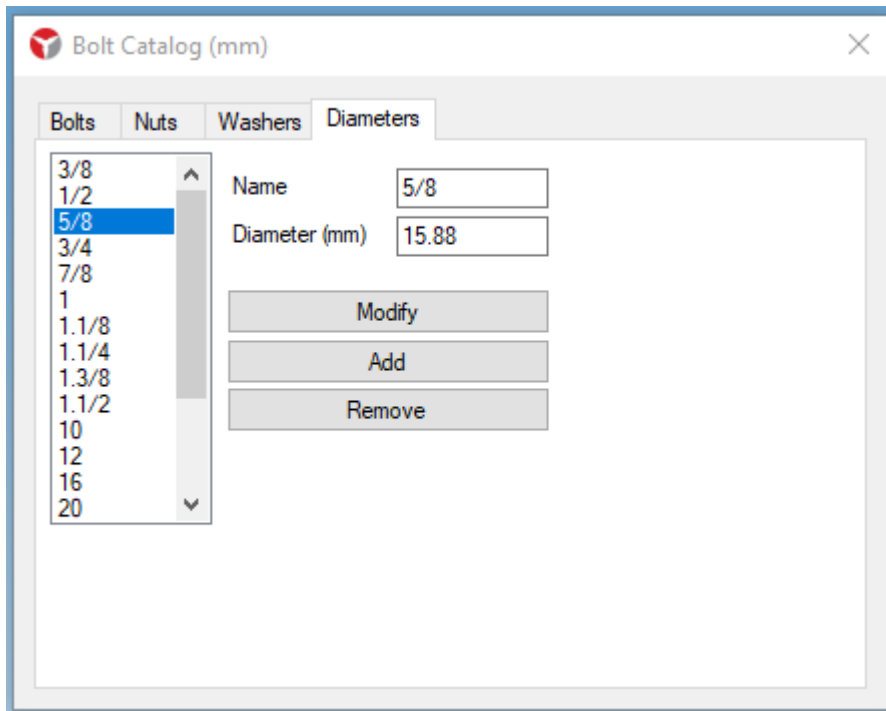 Bolt Catalog (mm)
Bolts Nuts Washers Diameters
3/8
1/2
5/8
3/4
7/8
1
1.1/8
1.1/4
1.3/8
1.1/2
10
12
16
20
Name 5/8
Diameter (mm) 15.88
Modify
Add
Remove